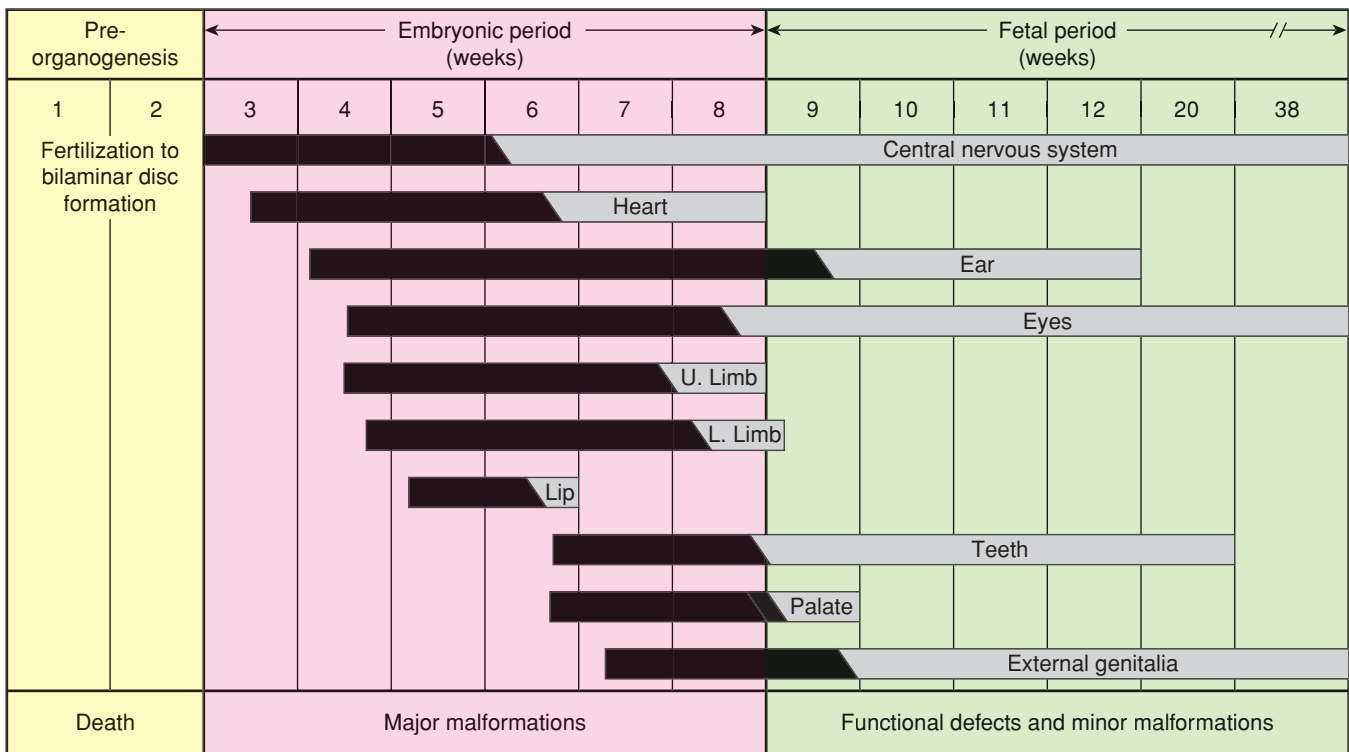 Pre-
organogenesis
Embryonic period
(weeks)
Fetal period
(weeks)
1 2 3 4 5 6 7 8 9 10 11 12 20 38
Fertilization to
bilaminar disc
formation
Central nervous system
Heart
Ear
Eyes
U. Limb
L. Limb
Lip
Teeth
Palate
External genitalia
Death Major malformations Functional defects and minor malformations